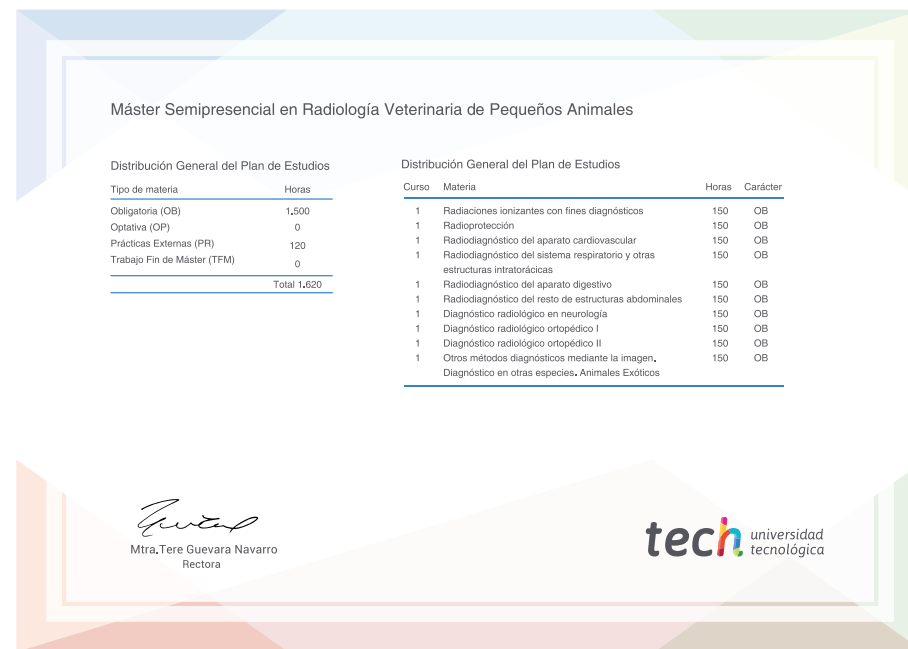 Máster Semipresencial en Radiología Veterinaria de Pequeños Animales
Distribución General del Plan de Estudios
Tipo de materia Horas
Obligatoria (OB) 1.500
Optativa (OP) 0
Prácticas Externas (PR) 120
Trabajo Fin de Máster (TFM) 0
Total 1.620
Distribución General del Plan de Estudios
Curso Materia Horas Carácter
1 Radiaciones ionizantes con fines diagnósticos 150 OB
1 Radioprotección 150 OB
1 Radiodiagnóstico del aparato cardiovascular 150 OB
1 Radiodiagnóstico del sistema respiratorio y otras 150 OB
estructuras intratorácicas
1 Radiodiagnóstico del aparato digestivo 150 OB
1 Radiodiagnóstico del resto de estructuras abdominales 150 OB
1 Diagnóstico radiológico en neurología 150 OB
1 Diagnóstico radiológico ortopédico I 150 OB
1 Diagnóstico radiológico ortopédico II 150 OB
1 Otros métodos diagnósticos mediante la imagen. 150 OB
Diagnóstico en otras especies. Animales Exóticos
Mtra.Tere Guevara Navarro
Rectora
tech universidad
tecnológica